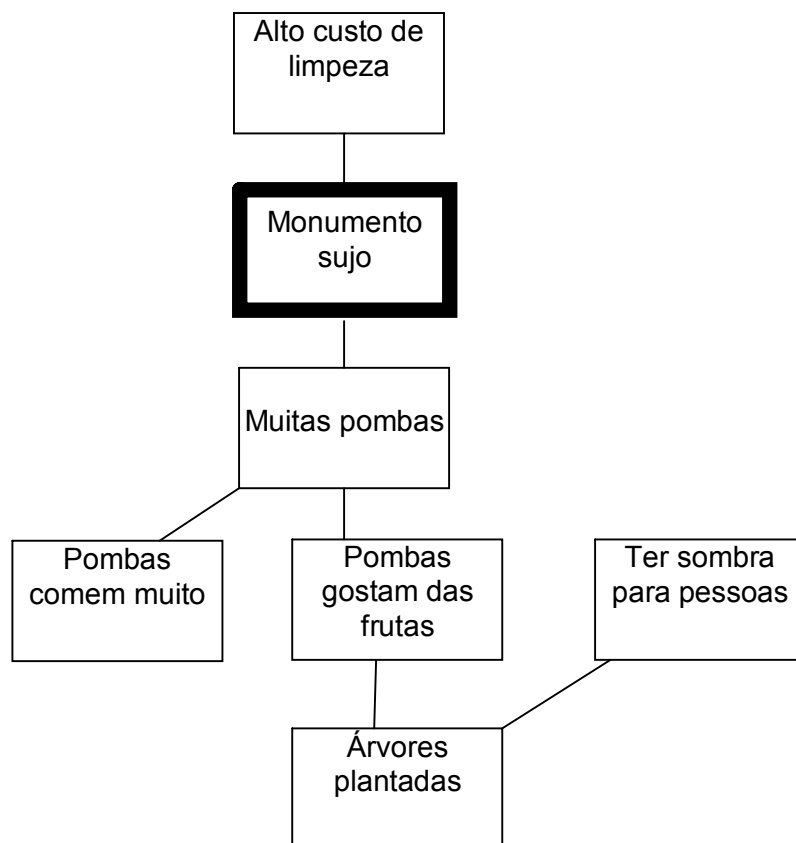 Alto custo de
limpeza
Monumento
sujo
Muitas pombas
Pombas
comem muito
Pombas
gostam das
frutas
Ter sombra
para pessoas
Árvores
plantadas